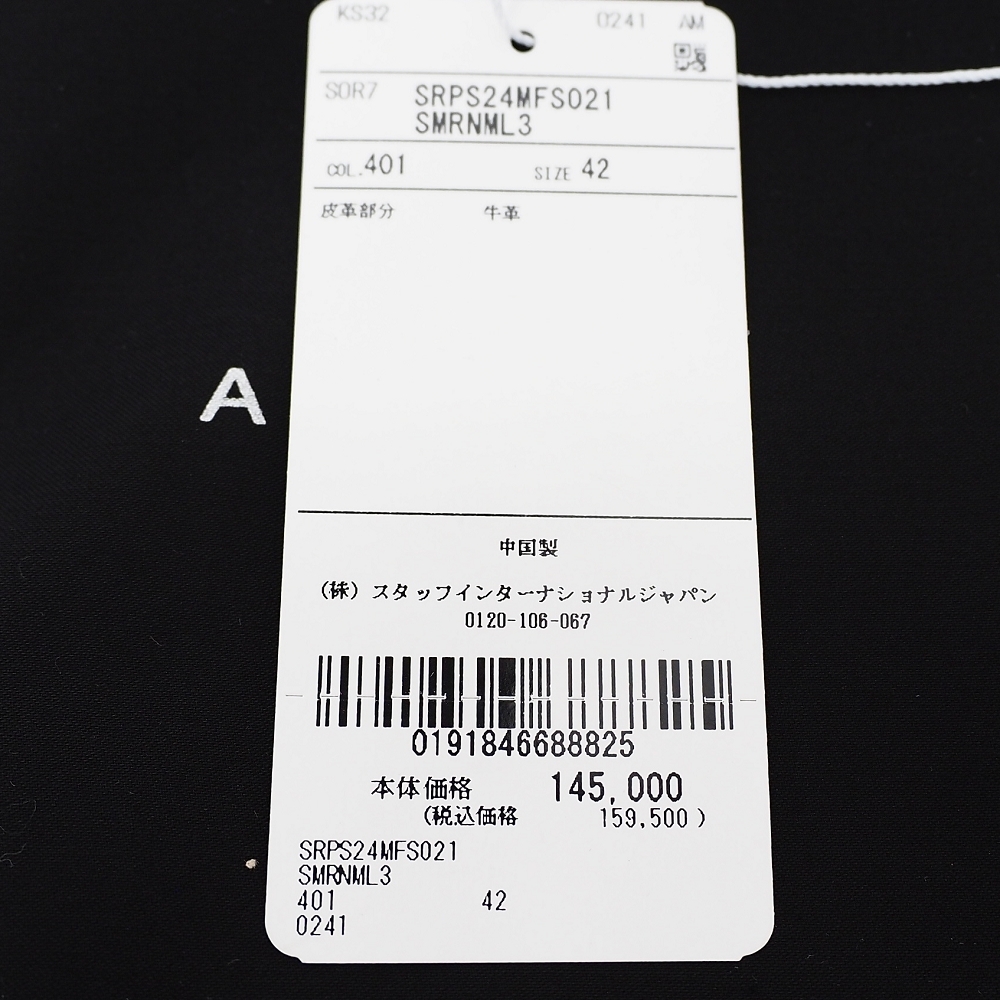 KS32 0241 AM
SOR7 SRPS24MFS021
SMRNML3
COL.401 SIZE 42
皮革部分 牛革
A
中国製
(株)スタッフインターナショナルジャパン
0120-106-067
0191846688825
本体価格 145,000
(税込価格 159,500)
SRPS24MFS021
SMRNML3
401 42
0241